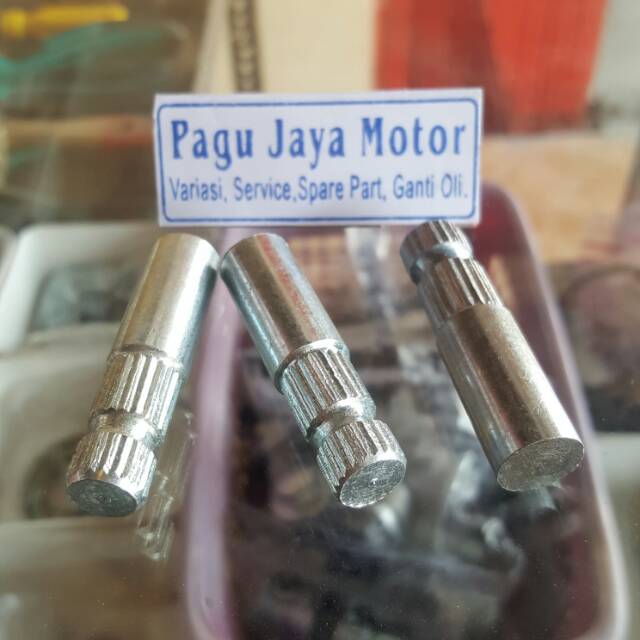 Pagu Jaya Motor
Variasi, Service,Spare Part, Ganti Oli.